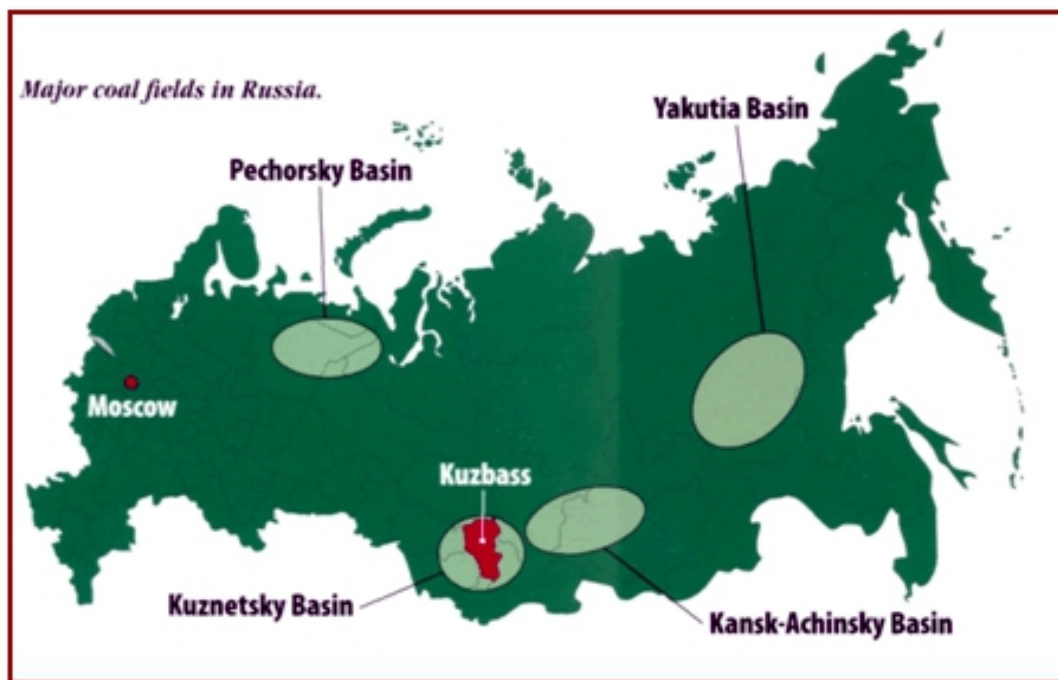 Major coal fields in Russia.
Yakutia Basin
Pechorsky Basin
Moscow
Kuzbass
Kuznetsky Basin
Kansk-Achinsky Basin